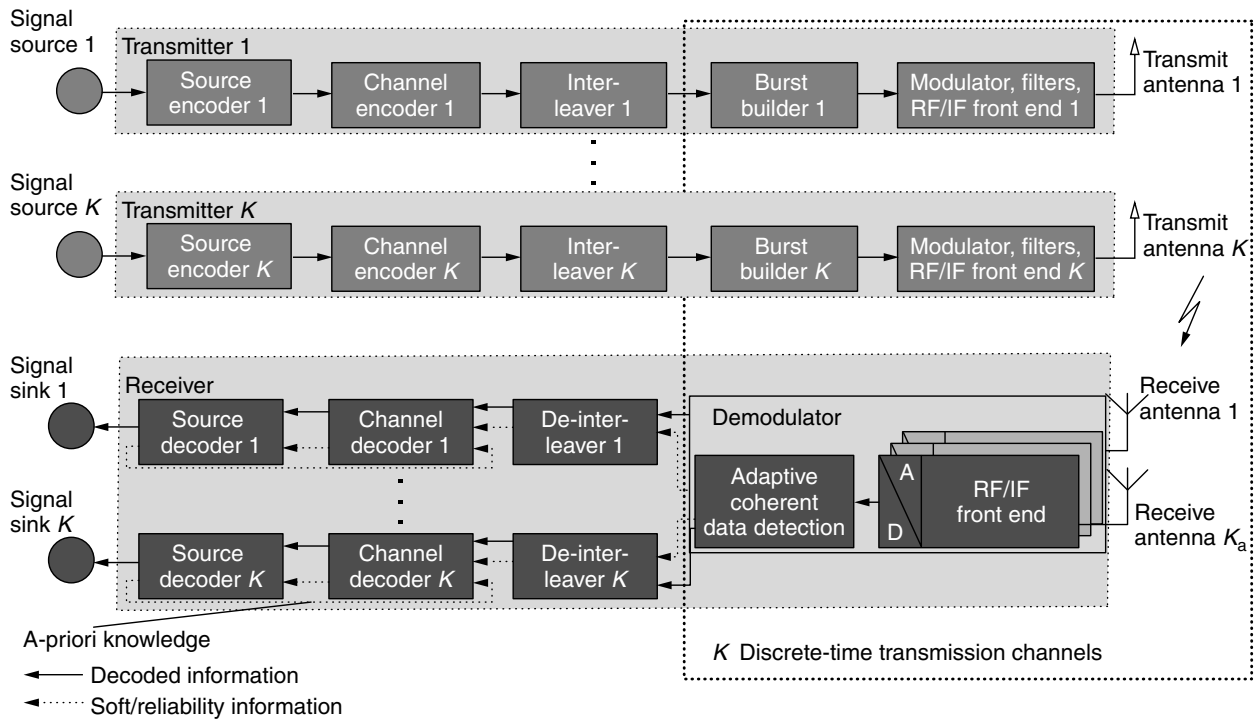 Signal
source 1
Transmitter 1
Source
encoder 1
Channel
encoder 1
Inter-
leaver 1
Burst
builder 1
Modulator, filters,
RF/IF front end 1
Transmit
antenna 1
Signal
source K
Transmitter K
Source
encoder K
Channel
encoder K
Inter-
leaver K
Burst
builder K
Modulator, filters,
RF/IF front end K
Transmit
antenna K
Signal
sink 1
Receiver
Source
decoder 1
Channel
decoder 1
De-inter-
leaver 1
Demodulator
Adaptive
coherent
data detection
A
D
RF/IF
front end
Receive
antenna 1
Receive
antenna Ka
Signal
sink K
Source
decoder K
Channel
decoder K
De-inter-
leaver K
A-priori knowledge
Decoded information
Soft/reliability information
K Discrete-time transmission channels